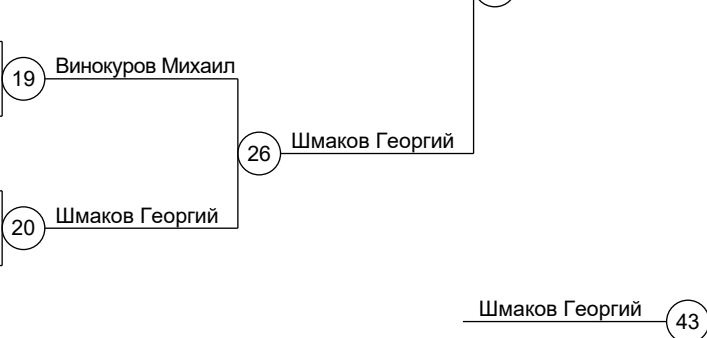 19 Винокуров Михаил
26 Шмаков Георгий
20 Шмаков Георгий
Шмаков Георгий 43